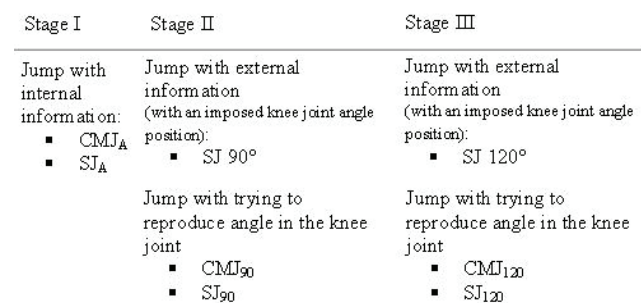 Stage I Stage II Stage III
Jump with internal information:
▪ CMJA
▪ SJA
Jump with external
information
(with an imposed knee joint angle
position):
▪ SJ 90°
Jump with trying to
reproduce angle in the knee
joint
▪ CMJ90
▪ SJ90
Jump with external
information
(with an imposed knee joint angle
position):
▪ SJ 120°
Jump with trying to
reproduce angle in the knee
joint
▪ CMJ120
▪ SJ120